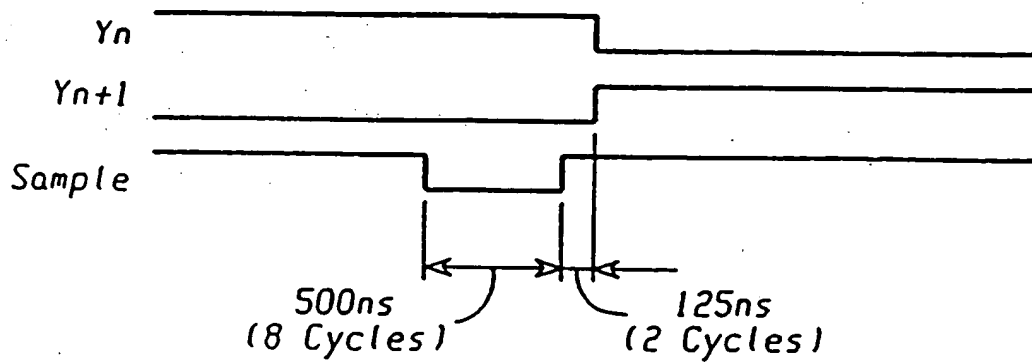 Yn
Yn+1
Sample
500ns
(8 Cycles)
125ns
(2 Cycles)